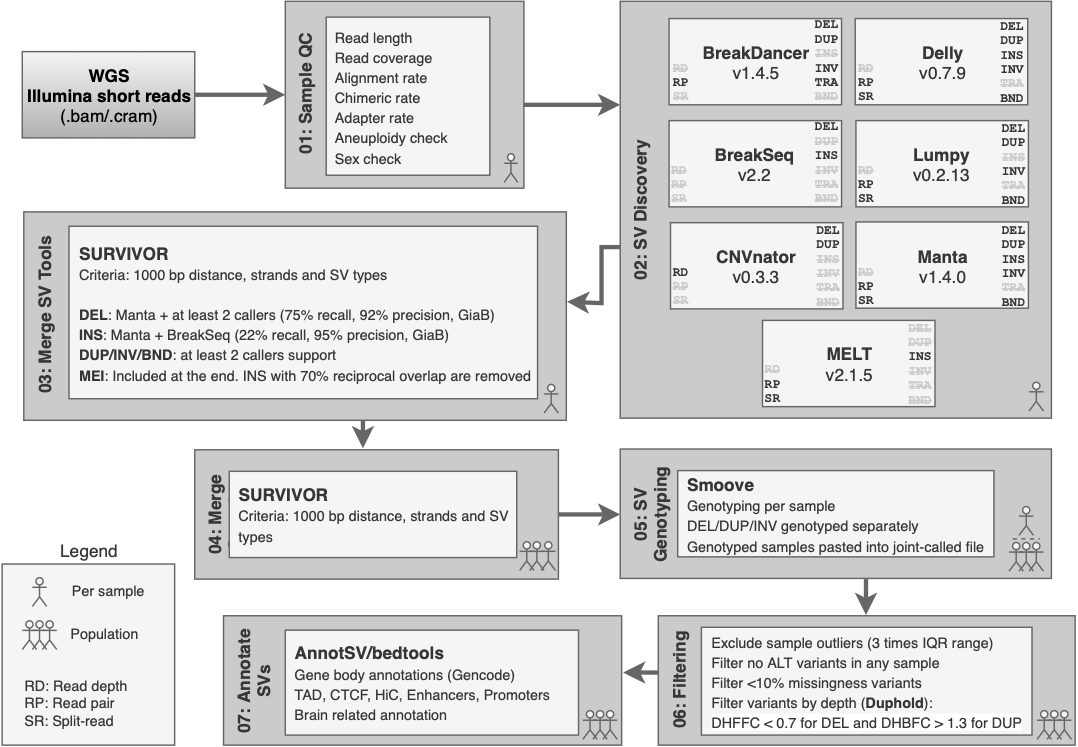 WGS
Illumina short reads
(.bam/.cram)
01: Sample QC
Read length
Read coverage
Alignment rate
Chimeric rate
Adapter rate
Aneuploidy check
Sex check
02: SV Discovery
BreakDancer
v1.4.5
RD
RP
SR
DEL
DUP
INS
INV
TRA
BND
Delly
v0.7.9
RD
RP
SR
DEL
DUP
INS
INV
TRA
BND
BreakSeq
v2.2
RD
RP
SR
DEL
DUP
INS
INV
TRA
BND
Lumpy
v0.2.13
RD
RP
SR
DEL
DUP
INS
INV
TRA
BND
CNVnator
v0.3.3
RD
RP
SR
DEL
DUP
INS
INV
TRA
BND
Manta
v1.4.0
RD
RP
SR
DEL
DUP
INS
INV
TRA
BND
MELT
v2.1.5
RD
RP
SR
DEL
DUP
INS
INV
TRA
BND
03: Merge SV Tools
SURVIVOR
Criteria: 1000 bp distance, strands and SV types
DEL: Manta + at least 2 callers (75% recall, 92% precision, GiaB)
INS: Manta + BreakSeq (22% recall, 95% precision, GiaB)
DUP/INV/BND: at least 2 callers support
MEI: Included at the end. INS with 70% reciprocal overlap are removed
04: Merge
SURVIVOR
Criteria: 1000 bp distance, strands and SV
types
05: SV
Genotyping
Smoove
Genotyping per sample
DEL/DUP/INV genotyped separately
Genotyped samples pasted into joint-called file
06: Filtering
Exclude sample outliers (3 times IQR range)
Filter no ALT variants in any sample
Filter <10% missingness variants
Filter variants by depth (Duphold):
DHFFC < 0.7 for DEL and DHBFC > 1.3 for DUP
07: Annotate
SVs
AnnotSV/bedtools
Gene body annotations (Gencode)
TAD, CTCF, HiC, Enhancers, Promoters
Brain related annotation
Legend
Per sample
Population
RD: Read depth
RP: Read pair
SR: Split-read